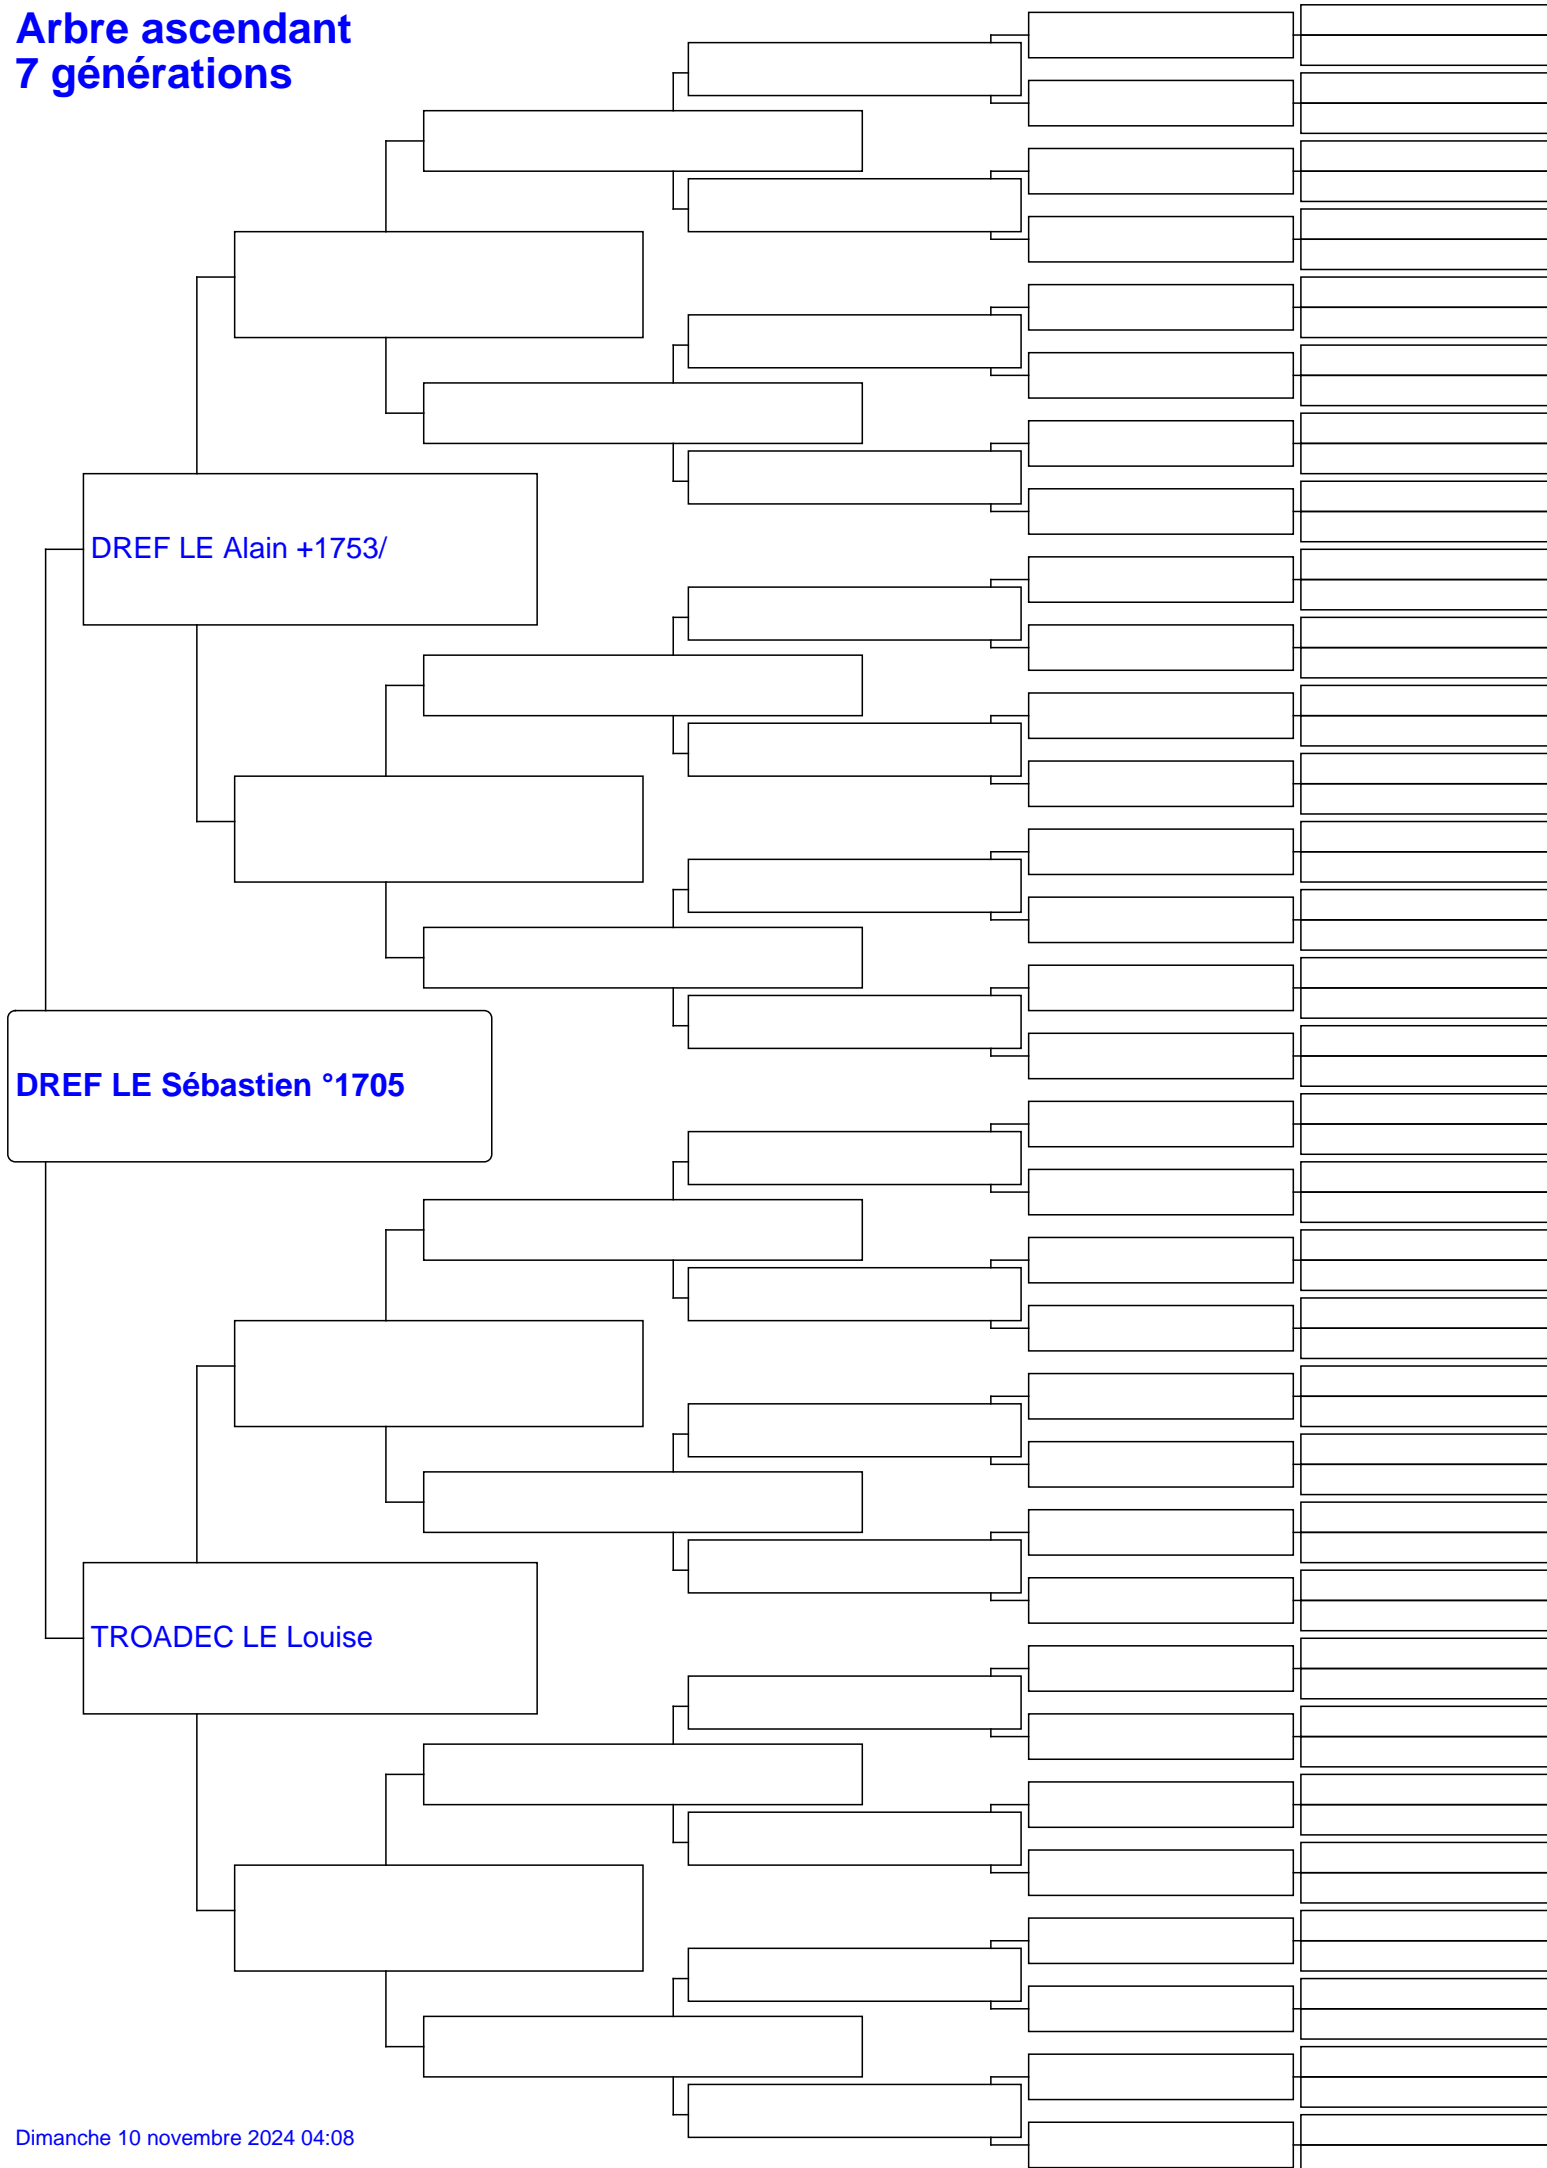 Arbre ascendant
7 générations
DREF LE Alain +1753/
DREF LE Sébastien °1705
TROADEC LE Louise
Dimanche 10 novembre 2024 04:08